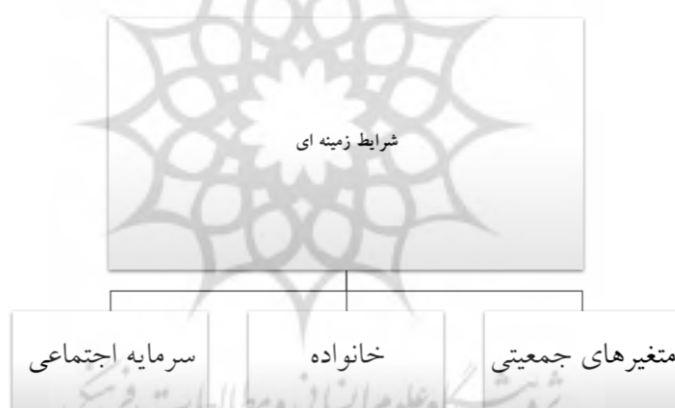 شرایط زمینه ای
متغیرهای جمعیتی
خانواده
سرمایه اجتماعی